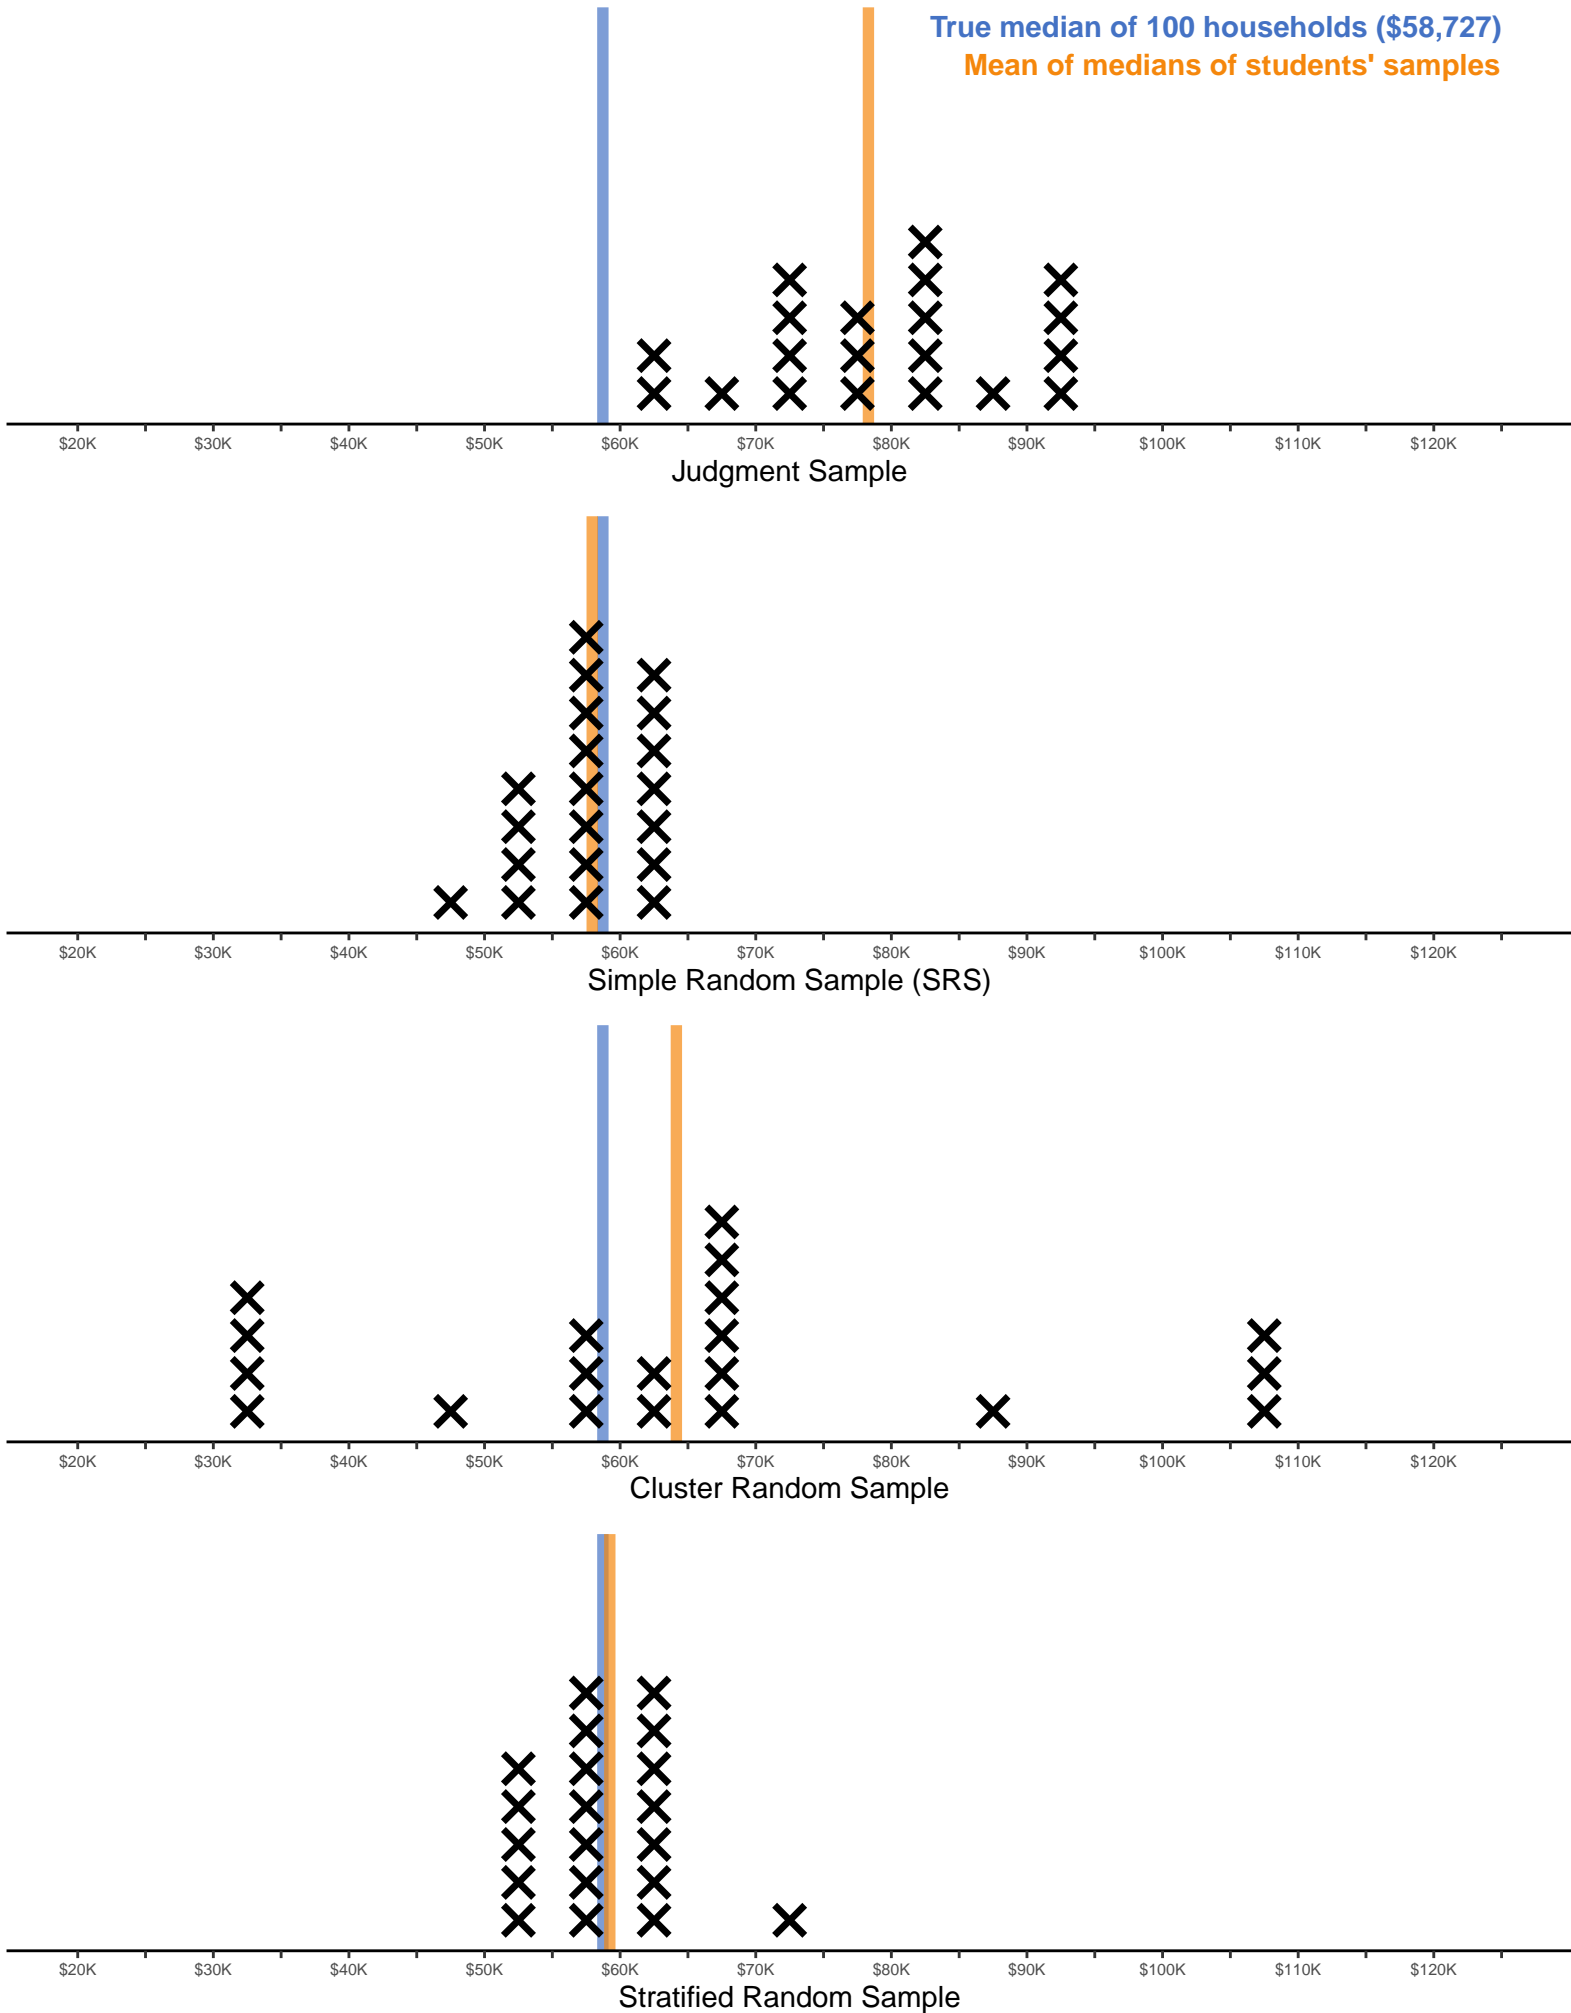 True median of 100 households ($58,727)
Mean of medians of students' samples
$20K $30K $40K $50K $60K $70K $80K $90K $100K $110K $120K
Judgment Sample
$20K $30K $40K $50K $60K $70K $80K $90K $100K $110K $120K
Simple Random Sample (SRS)
$20K $30K $40K $50K $60K $70K $80K $90K $100K $110K $120K
Cluster Random Sample
$20K $30K $40K $50K $60K $70K $80K $90K $100K $110K $120K
Stratified Random Sample